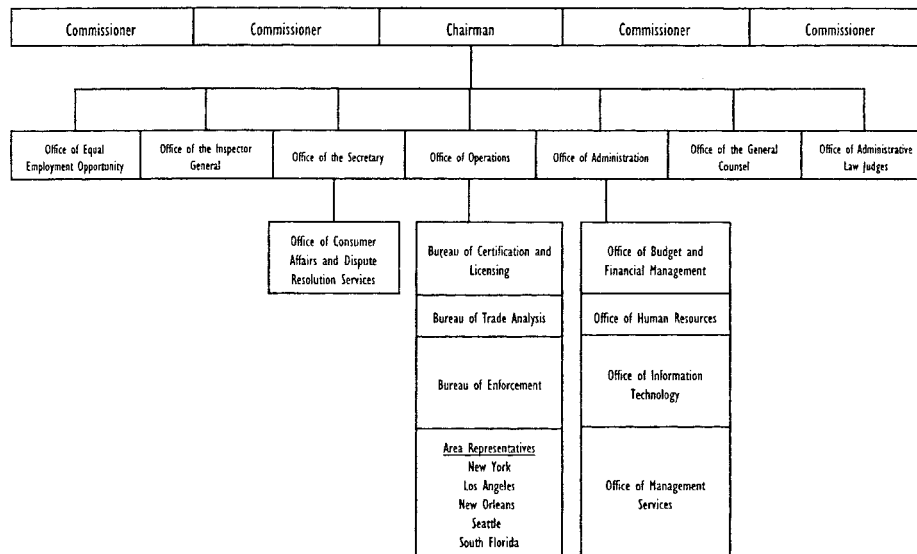 Commissioner
Commissioner
Chairman
Commissioner
Commissioner
Office of Equal
Employment Opportunity
Office of the Inspector
General
Office of the Secretary
Office of Operations
Office of Administration
Office of the General
Counsel
Office of Administrative
Law Judges
Office of Consumer
Affairs and Dispute
Resolution Services
Bureau of Certification and
Licensing
Bureau of Trade Analysis
Bureau of Enforcement
Area Representatives
New York
Los Angeles
New Orleans
Seattle
South Florida
Office of Budget and
Financial Management
Office of Human Resources
Office of Information
Technology
Office of Management
Services